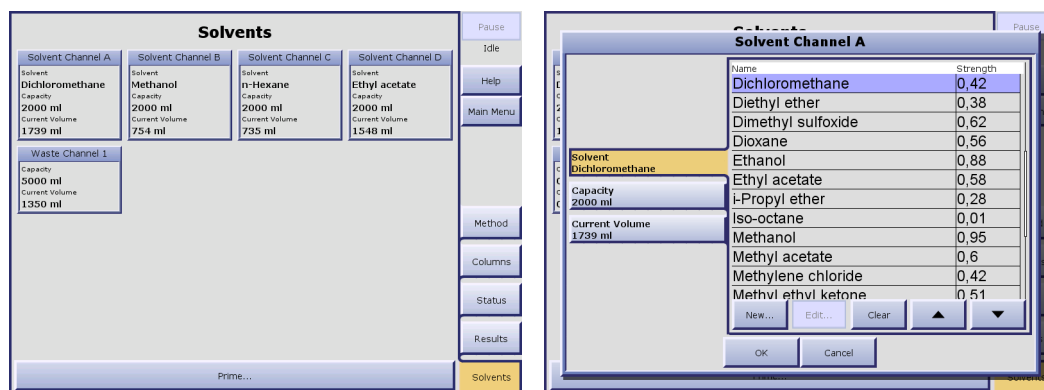 Solvents
Pause
Idle
Help
Main Menu
Solvent Channel A
Solvent
Dichloromethane
Capacity
2000 ml
Current Volume
1739 ml
Solvent Channel B
Solvent
Methanol
Capacity
2000 ml
Current Volume
754 ml
Solvent Channel C
Solvent
n-Hexane
Capacity
2000 ml
Current Volume
735 ml
Solvent Channel D
Solvent
Ethyl acetate
Capacity
2000 ml
Current Volume
1548 ml
Waste Channel 1
Capacity
5000 ml
Current Volume
1350 ml
Method
Columns
Status
Results
Prime...
Solvents
Pause
Solvent Channel A
Solvent
Dichloromethane
Capacity
2000 ml
Current Volume
1739 ml
Name Strength
Dichloromethane 0,42
Diethyl ether 0,38
Dimethyl sulfoxide 0,62
Dioxane 0,56
Ethanol 0,88
Ethyl acetate 0,58
i-Propyl ether 0,28
Iso-octane 0,01
Methanol 0,95
Methyl acetate 0,6
Methylene chloride 0,42
Methyl ethyl ketone 0,51
New... Edit... Clear
OK Cancel